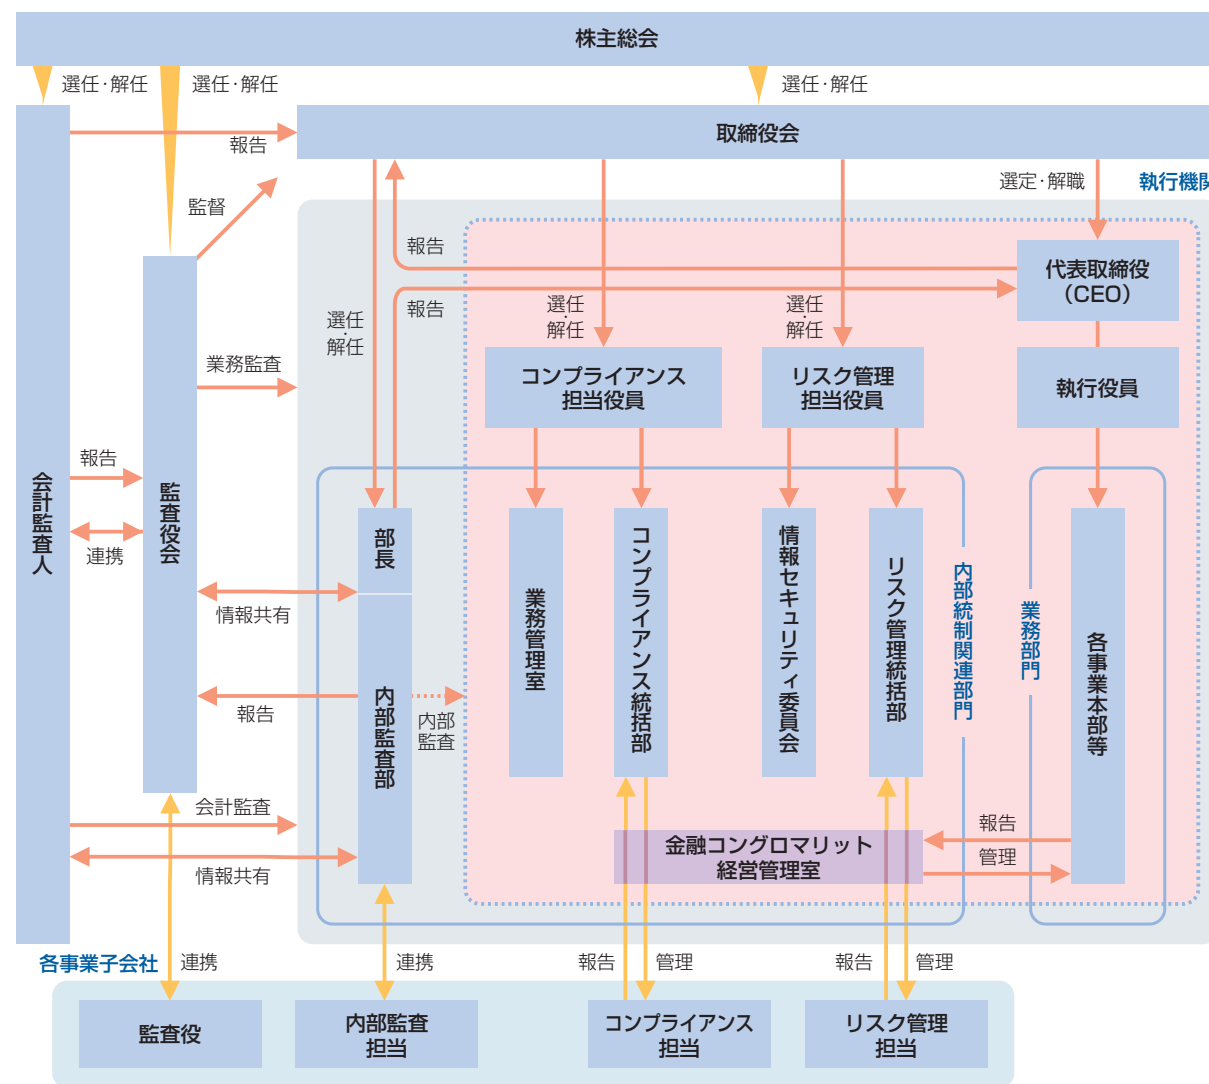 株主総会
選任･解任
選任･解任
選任･解任
取締役会
報告
監督
選定･解職
執行機関
報告
代表取締役
（CEO）
報告
選任・解任
選任・解任
選任・解任
業務監査
コンプライアンス
担当役員
リスク管理
担当役員
執行役員
報告
会計監査人
監査役会
連携
部長
情報共有
業務管理室
コンプライアンス統括部
情報セキュリティ委員会
リスク管理統括部
内部統制関連部門
業務部門
各事業本部等
報告
内部監査部
内部
監査
会計監査
情報共有
金融コングロマリット
経営管理室
報告
管理
各事業子会社
連携
連携
報告
管理
報告
管理
監査役
内部監査
担当
コンプライアンス
担当
リスク管理
担当